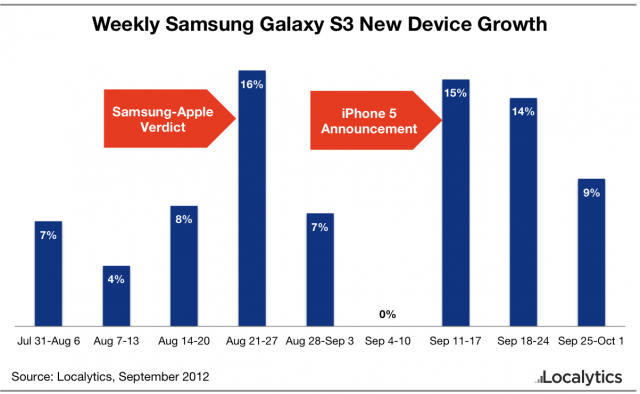 Weekly Samsung Galaxy S3 New Device Growth
Samsung-Apple
Verdict
iPhone 5
Announcement
7%
4%
8%
16%
7%
0%
15%
14%
9%
Jul 31-Aug 6
Aug 7-13
Aug 14-20
Aug 21-27
Aug 28-Sep 3
Sep 4-10
Sep 11-17
Sep 18-24
Sep 25-Oct 1
Source: Localytics, September 2012
Localytics